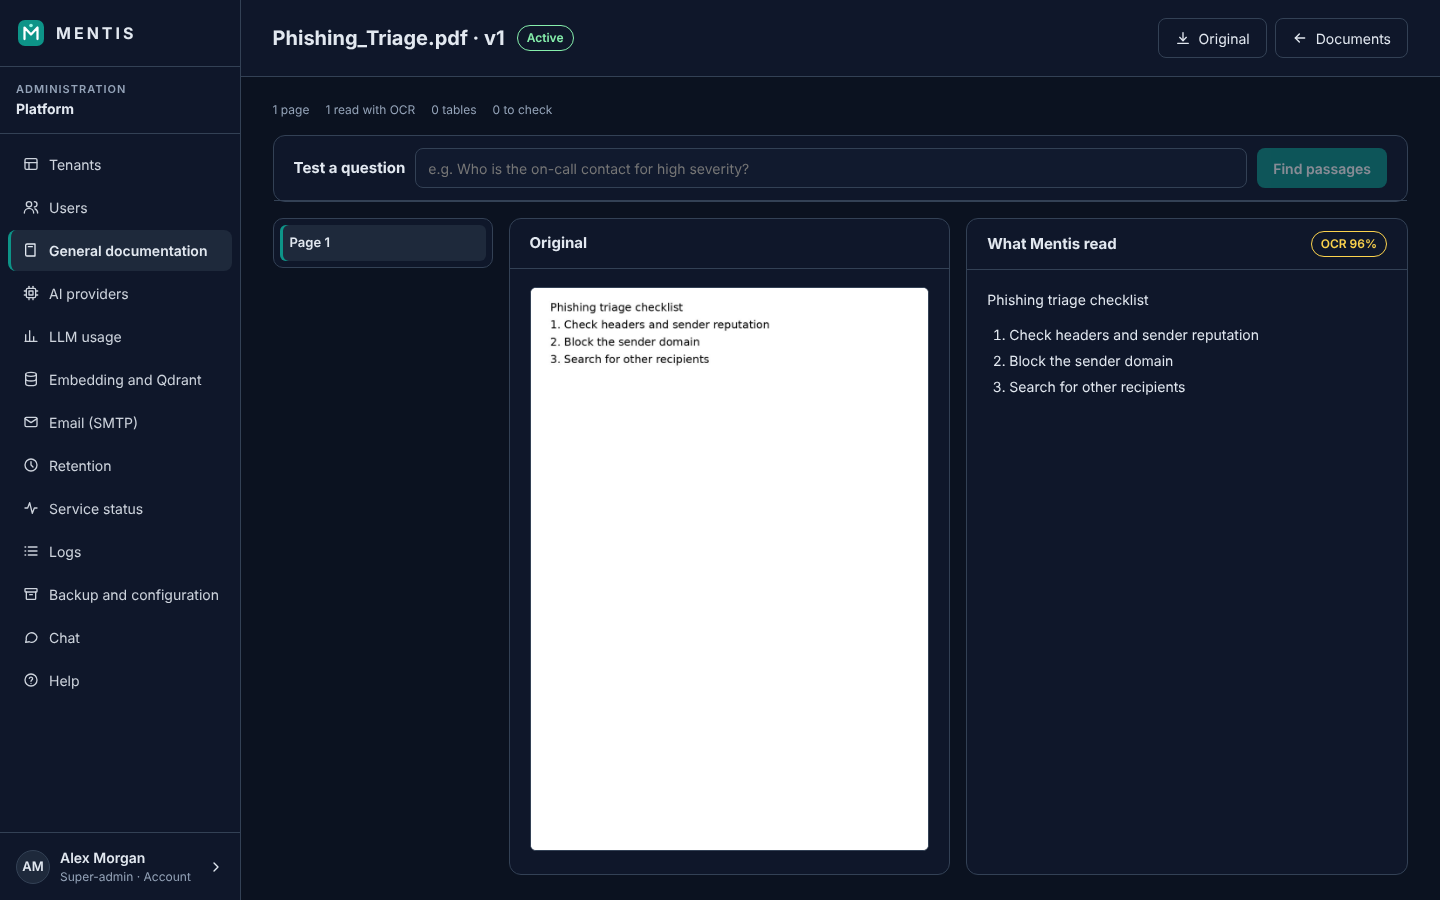 MENTIS
ADMINISTRATION
Platform
Tenants
Users
General documentation
AI providers
LLM usage
Embedding and Qdrant
Email (SMTP)
Retention
Service status
Logs
Backup and configuration
Chat
Help
AM
Alex Morgan
Super-admin · Account
Phishing_Triage.pdf · v1
Active
Original
Documents
1 page
1 read with OCR
0 tables
0 to check
Test a question
e.g. Who is the on-call contact for high severity?
Find passages
Page 1
Original
Phishing triage checklist
1. Check headers and sender reputation
2. Block the sender domain
3. Search for other recipients
What Mentis read
OCR 96%
Phishing triage checklist
1. Check headers and sender reputation
2. Block the sender domain
3. Search for other recipients